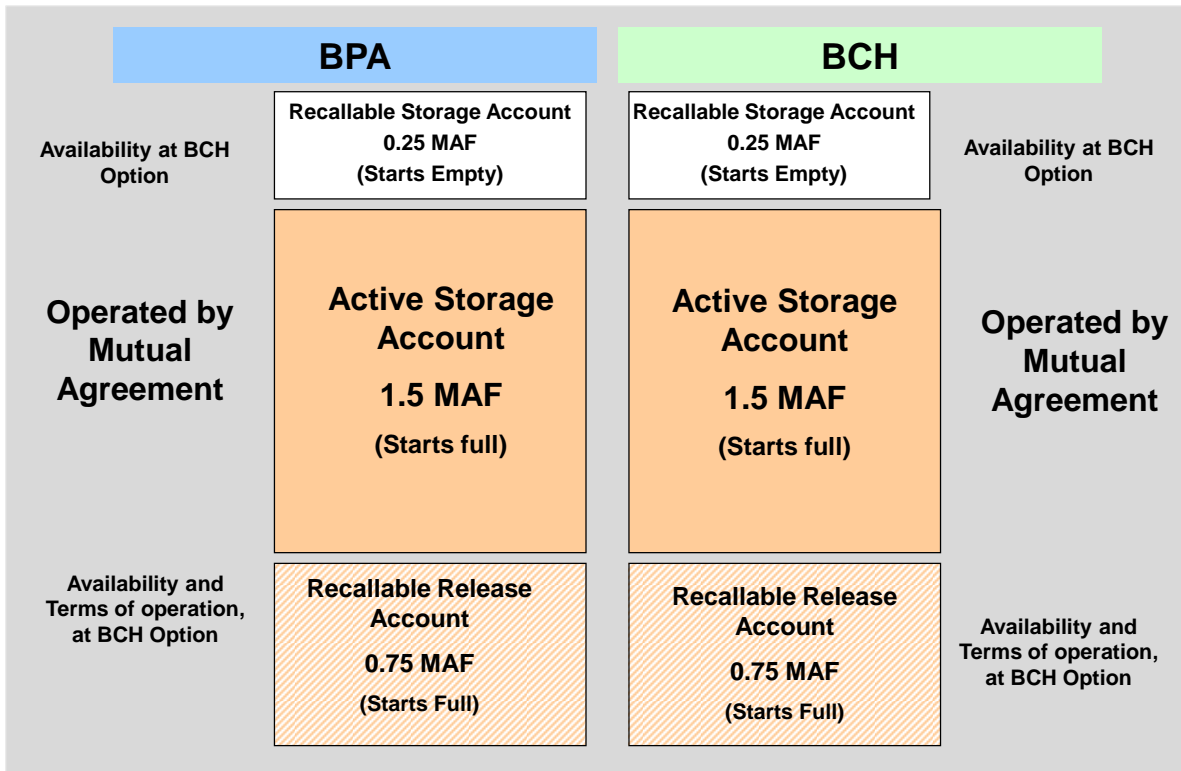 BPA
BCH
Availability at BCH
Option
Recallable Storage Account
0.25 MAF
(Starts Empty)
Recallable Storage Account
0.25 MAF
(Starts Empty)
Availability at BCH
Option
Operated by
Mutual
Agreement
Active Storage
Account
1.5 MAF
(Starts full)
Active Storage
Account
1.5 MAF
(Starts full)
Operated by
Mutual
Agreement
Availability and
Terms of operation,
at BCH Option
Recallable Release
Account
0.75 MAF
(Starts Full)
Recallable Release
Account
0.75 MAF
(Starts Full)
Availability and
Terms of operation,
at BCH Option